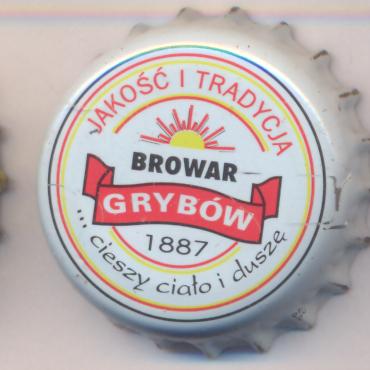 JAKOŚĆ I TRADYCJA
BROWAR
GRYBÓW
1887
... cieszy ciało i duszę